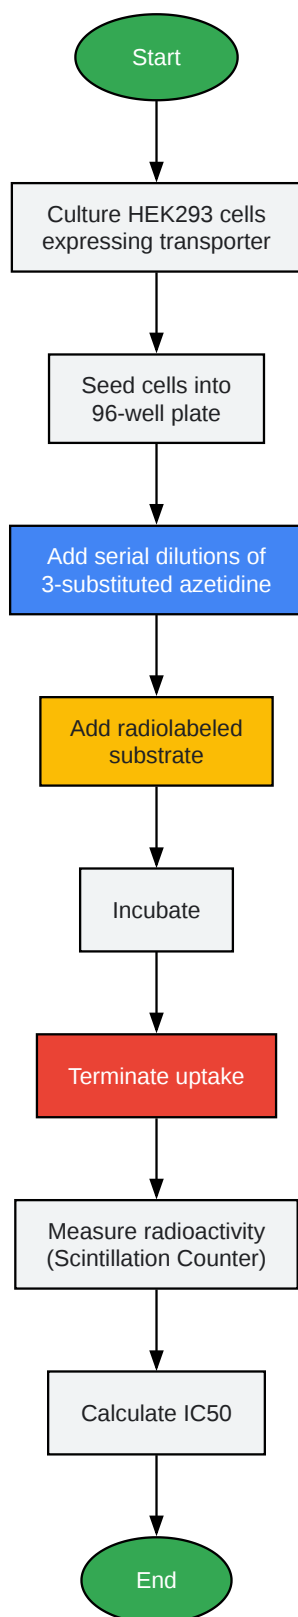 Start
Culture HEK293 cells
expressing transporter
Seed cells into
96-well plate
Add serial dilutions of
3-substituted azetidine
Add radiolabeled
substrate
Incubate
Terminate uptake
Measure radioactivity
(Scintillation Counter)
Calculate IC50
End